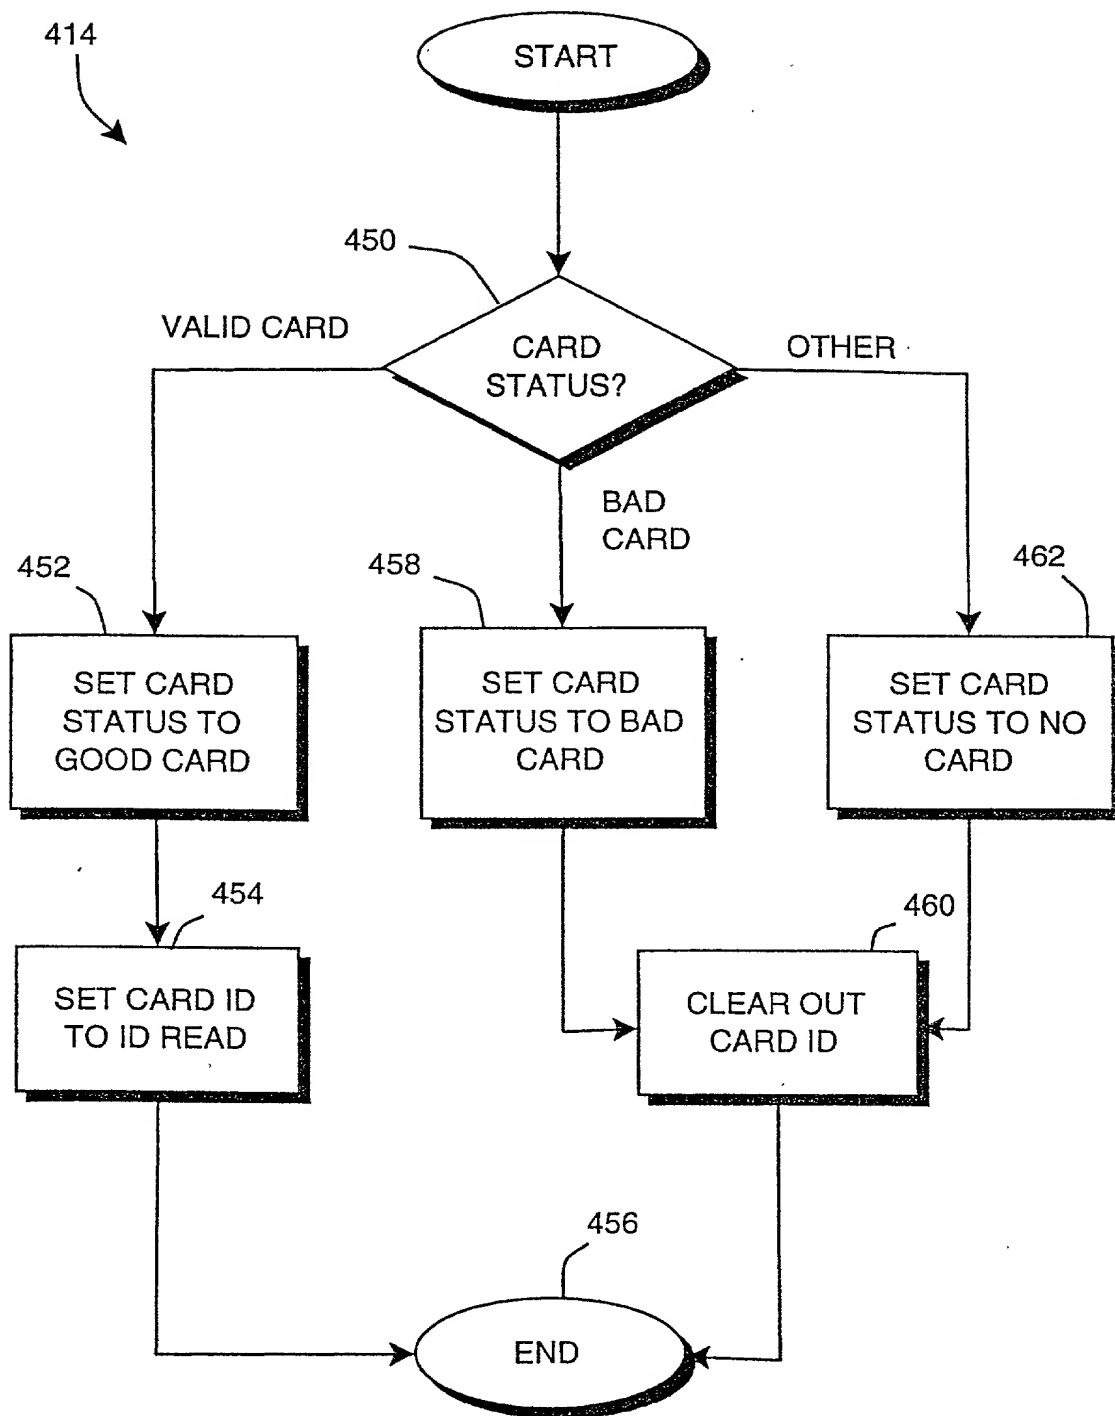 414
START
450
VALID CARD
CARD
STATUS?
OTHER
BAD
CARD
452
458
462
SET CARD
STATUS TO
GOOD CARD
SET CARD
STATUS TO BAD
CARD
SET CARD
STATUS TO NO
CARD
454
460
SET CARD ID
TO ID READ
CLEAR OUT
CARD ID
456
END